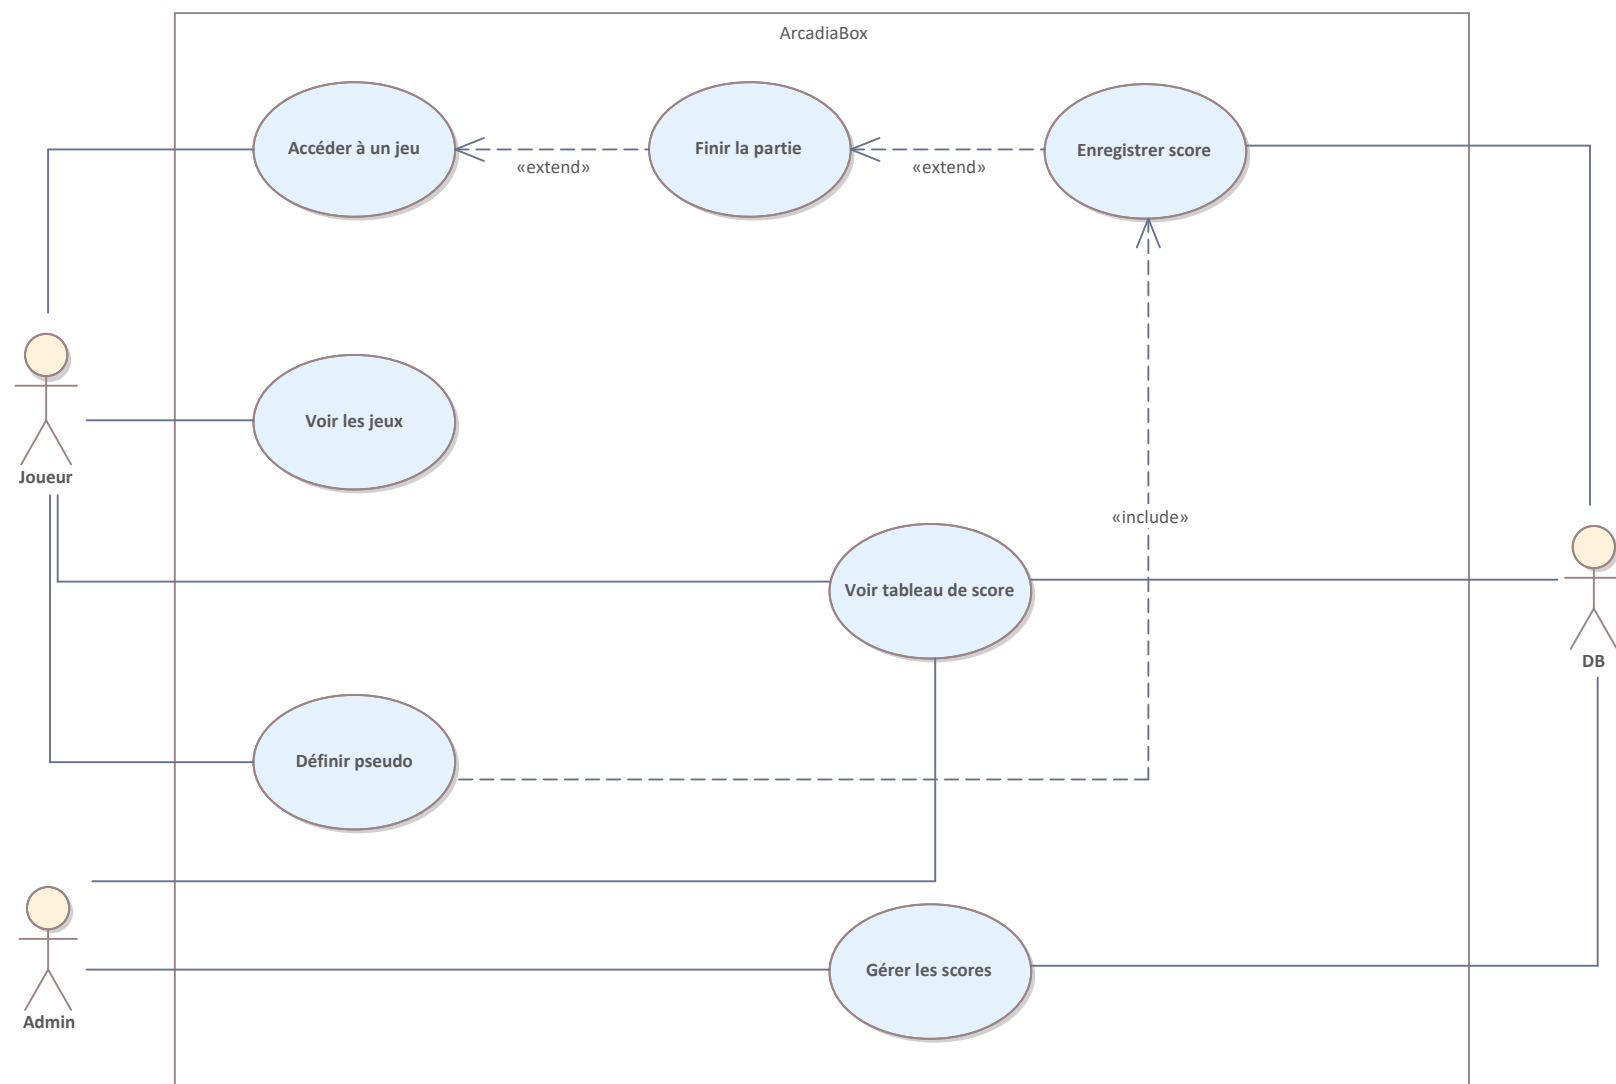 ArcadiaBox
Accéder à un jeu
«extend»
Finir la partie
«extend»
Enregistrer score
Joueur
Voir les jeux
«include»
Voir tableau de score
DB
Définir pseudo
Admin
Gérer les scores